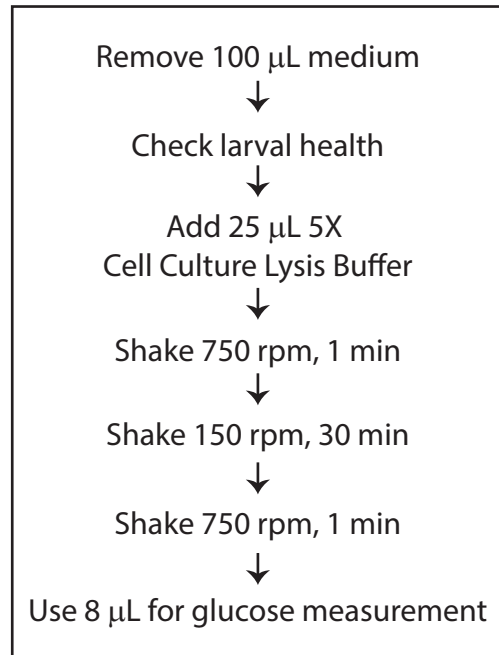 Remove 100 μL medium
↓
Check larval health
↓
Add 25 μL 5X
Cell Culture Lysis Buffer
↓
Shake 750 rpm, 1 min
↓
Shake 150 rpm, 30 min
↓
Shake 750 rpm, 1 min
↓
Use 8 μL for glucose measurement